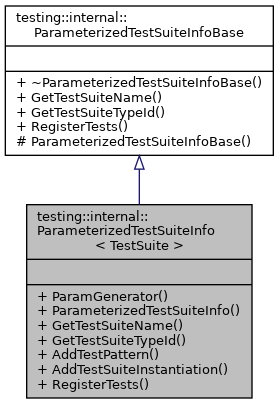 testing::internal::
ParameterizedTestSuiteInfoBase
+ ~ParameterizedTestSuiteInfoBase()
+ GetTestSuiteName()
+ GetTestSuiteTypeId()
+ RegisterTests()
# ParameterizedTestSuiteInfoBase()
testing::internal::
ParameterizedTestSuiteInfo
< TestSuite >
+ ParamGenerator()
+ ParameterizedTestSuiteInfo()
+ GetTestSuiteName()
+ GetTestSuiteTypeId()
+ AddTestPattern()
+ AddTestSuiteInstantiation()
+ RegisterTests()